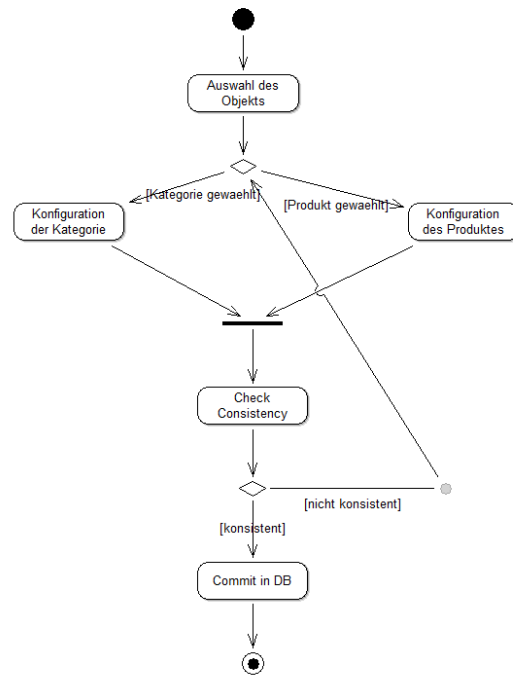 Auswahl des
Objekts
[Kategorie gewaehlt]
[Produkt gewaehlt]
Konfiguration
der Kategorie
Konfiguration
des Produktes
Check
Consistency
[nicht konsistent]
[konsistent]
Commit in DB